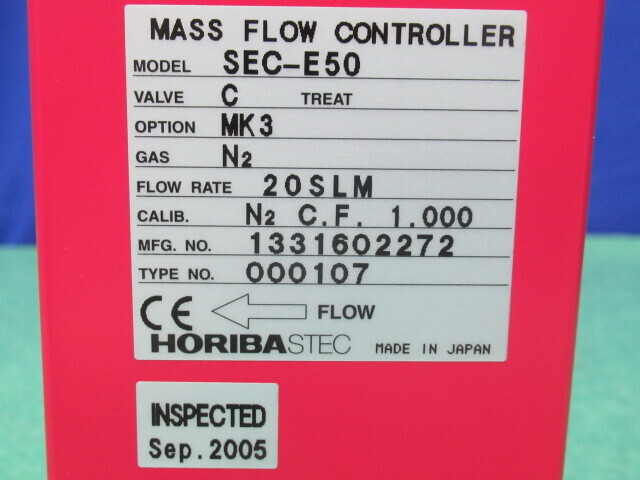 MASS FLOW CONTROLLER
MODEL SEC-E50
VALVE C TREAT
OPTION MK3
GAS N2
FLOW RATE 20SLM
CALIB. N2 C.F. 1.000
MFG. NO. 1331602272
TYPE NO. 000107
CE FLOW
HORIBASTEC MADE IN JAPAN
INSPECTED
Sep.2005